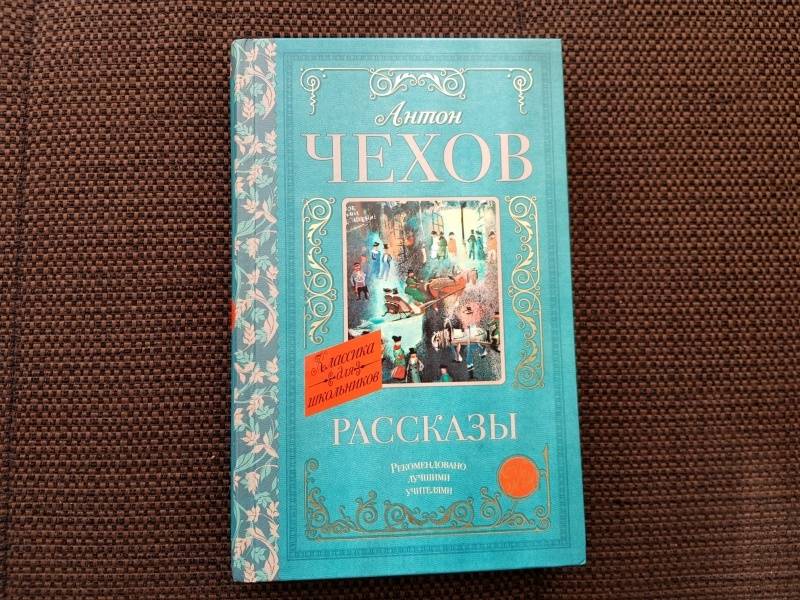 Антон
ЧЕХОВ
Классика
для
школьников
РАССКАЗЫ
Рекомендовано
лучшими
учителями